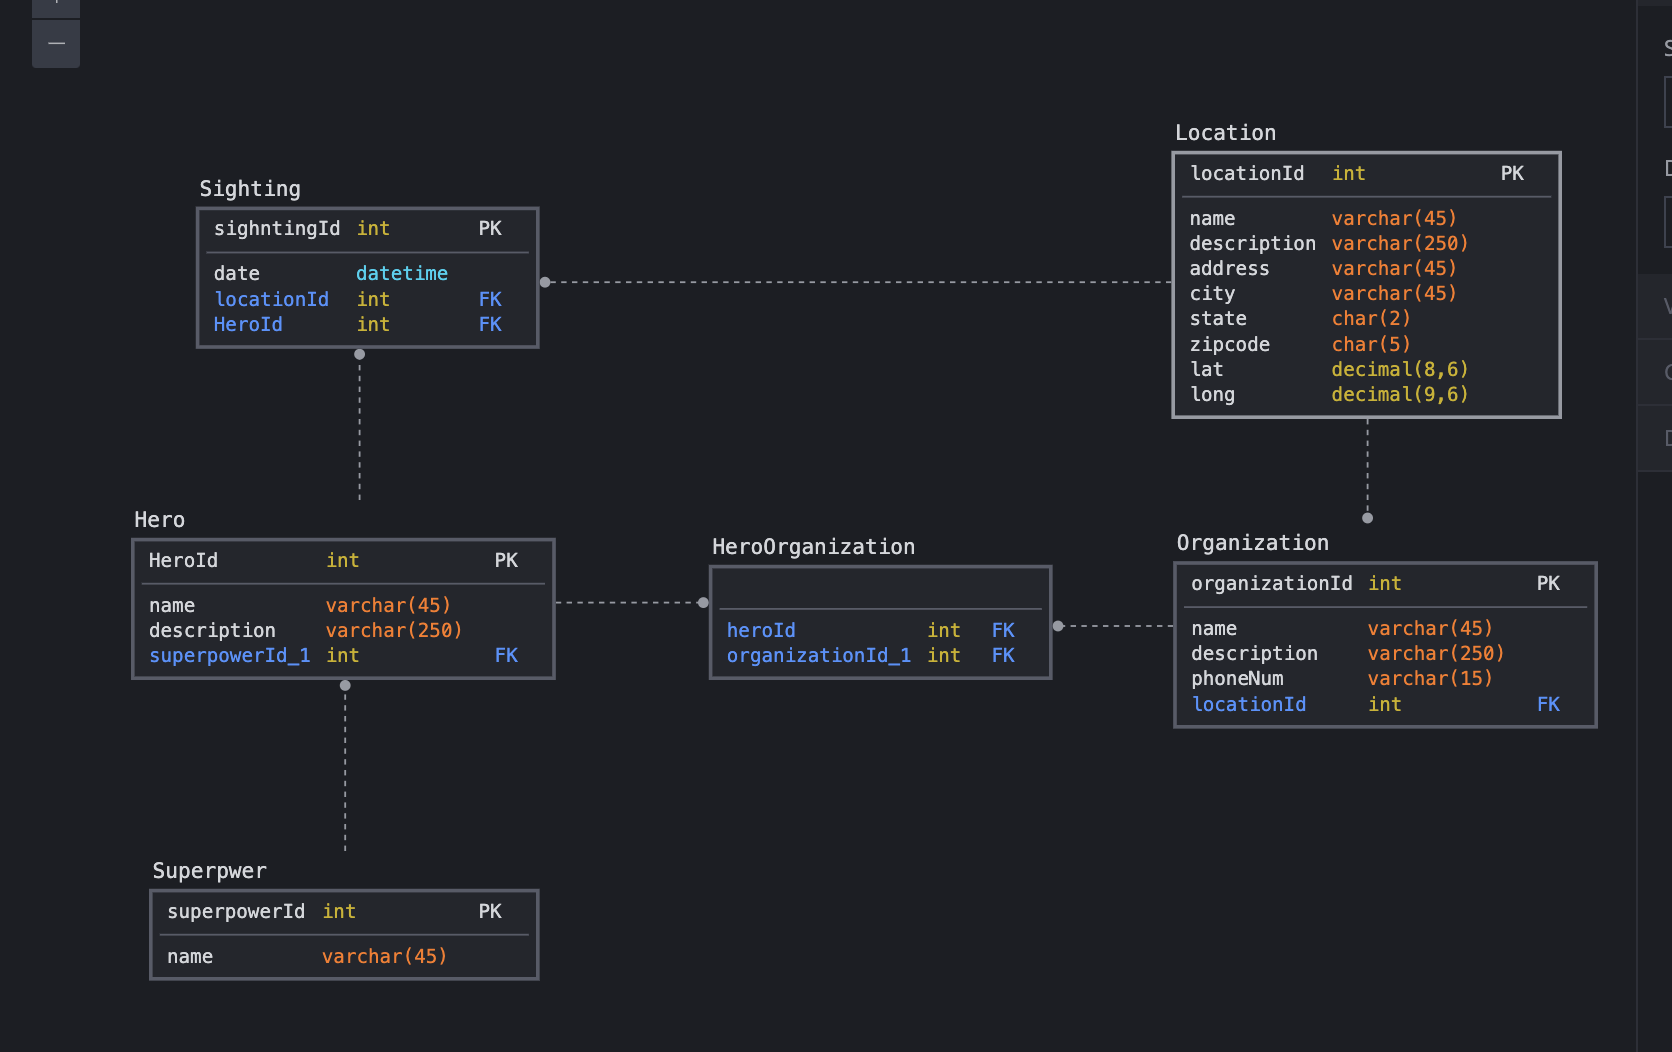 Sighting
sighntingId int PK
date datetime
locationId int FK
HeroId int FK
Location
locationId int PK
name varchar(45)
description varchar(250)
address varchar(45)
city varchar(45)
state char(2)
zipcode char(5)
lat decimal(8,6)
long decimal(9,6)
Hero
HeroId int PK
name varchar(45)
description varchar(250)
superpowerId_1 int FK
HeroOrganization
heroId int FK
organizationId_1 int FK
Organization
organizationId int PK
name varchar(45)
description varchar(250)
phoneNum varchar(15)
locationId int FK
Superpwer
superpowerId int PK
name varchar(45)